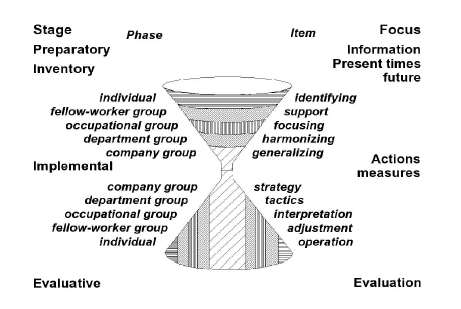 Stage Phase Item Focus
Preparatory Information
Inventory Present times
future
individual identifying
fellow-worker group support
occupational group focusing
department group harmonizing
company group generalizing
Implemental Actions
measures
company group strategy
department group tactics
occupational group interpretation
fellow-worker group adjustment
individual operation
Evaluative Evaluation